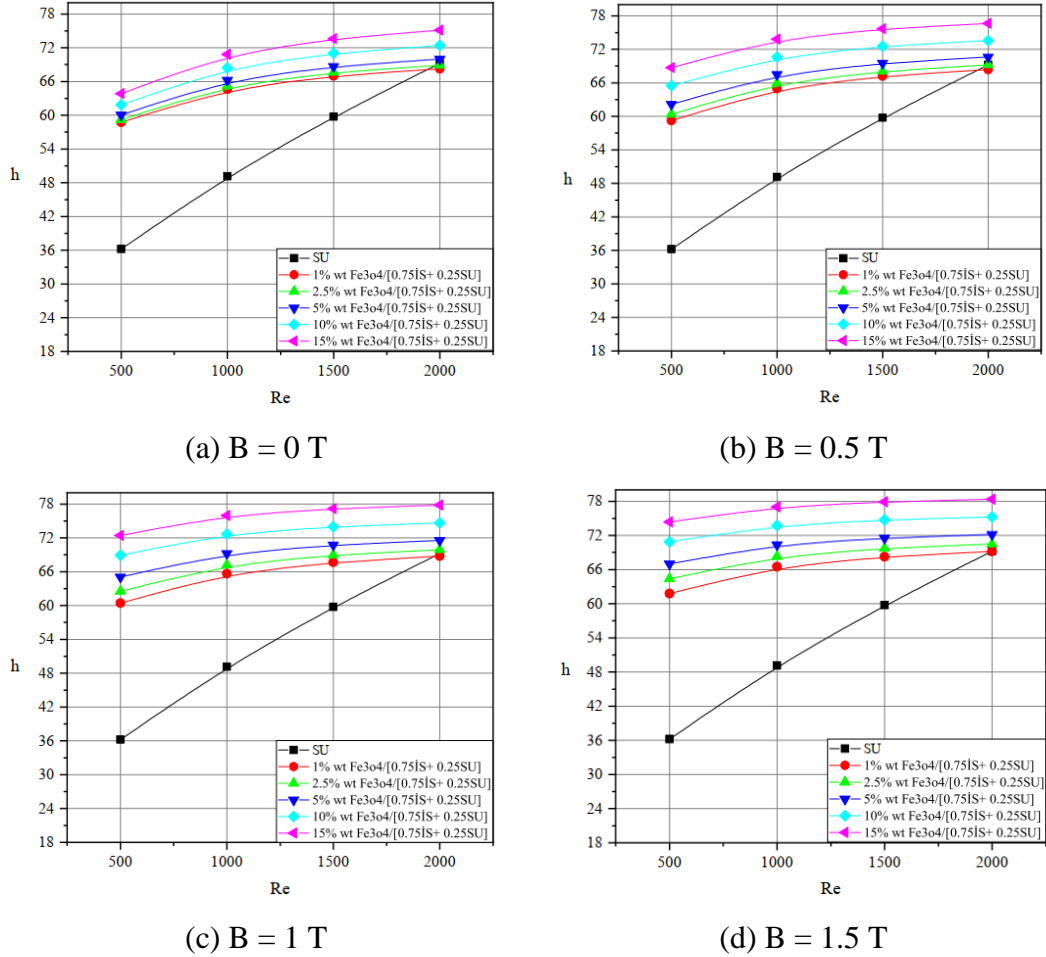 78
72
66
60
54
h
48
42
36
30
24
18
SU
1% wt Fe3o4/[0.75İS+ 0.25SU]
2.5% wt Fe3o4/[0.75İS+ 0.25SU]
5% wt Fe3o4/[0.75İS+ 0.25SU]
10% wt Fe3o4/[0.75İS+ 0.25SU]
15% wt Fe3o4/[0.75İS+ 0.25SU]
500 1000 1500 2000
Re
(a) B = 0 T
78
72
66
60
54
h
48
42
36
30
24
18
SU
1% wt Fe3o4/[0.75İS+ 0.25SU]
2.5% wt Fe3o4/[0.75İS+ 0.25SU]
5% wt Fe3o4/[0.75İS+ 0.25SU]
10% wt Fe3o4/[0.75İS+ 0.25SU]
15% wt Fe3o4/[0.75İS+ 0.25SU]
500 1000 1500 2000
Re
(b) B = 0.5 T
78
72
66
60
54
h
48
42
36
30
24
18
SU
1% wt Fe3o4/[0.75İS+ 0.25SU]
2.5% wt Fe3o4/[0.75İS+ 0.25SU]
5% wt Fe3o4/[0.75İS+ 0.25SU]
10% wt Fe3o4/[0.75İS+ 0.25SU]
15% wt Fe3o4/[0.75İS+ 0.25SU]
500 1000 1500 2000
Re
(c) B = 1 T
78
72
66
60
54
h
48
42
36
30
24
18
SU
1% wt Fe3o4/[0.75İS+ 0.25SU]
2.5% wt Fe3o4/[0.75İS+ 0.25SU]
5% wt Fe3o4/[0.75İS+ 0.25SU]
10% wt Fe3o4/[0.75İS+ 0.25SU]
15% wt Fe3o4/[0.75İS+ 0.25SU]
500 1000 1500 2000
Re
(d) B = 1.5 T